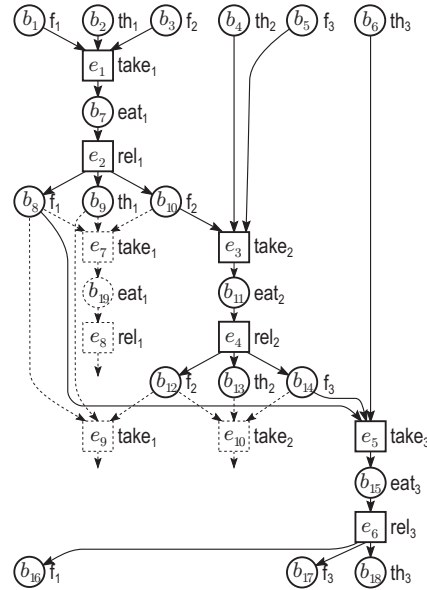 b₁ f₁ b₂ th₁ b₃ f₂ b₄ th₂ b₅ f₃ b₆ th₃
e₁ take₁
b₇ eat₁
e₂ rel₁
b₈ f₁ b₉ th₁ b₁₀ f₂
e₇ take₁ e₃ take₂
b₁₉ eat₁ b₁₁ eat₂
e₈ rel₁ e₄ rel₂
b₁₂ f₂ b₁₃ th₂ b₁₄ f₃
e₉ take₁ e₁₀ take₂ e₅ take₃
b₁₅ eat₃
e₆ rel₃
b₁₆ f₁ b₁₇ f₃ b₁₈ th₃